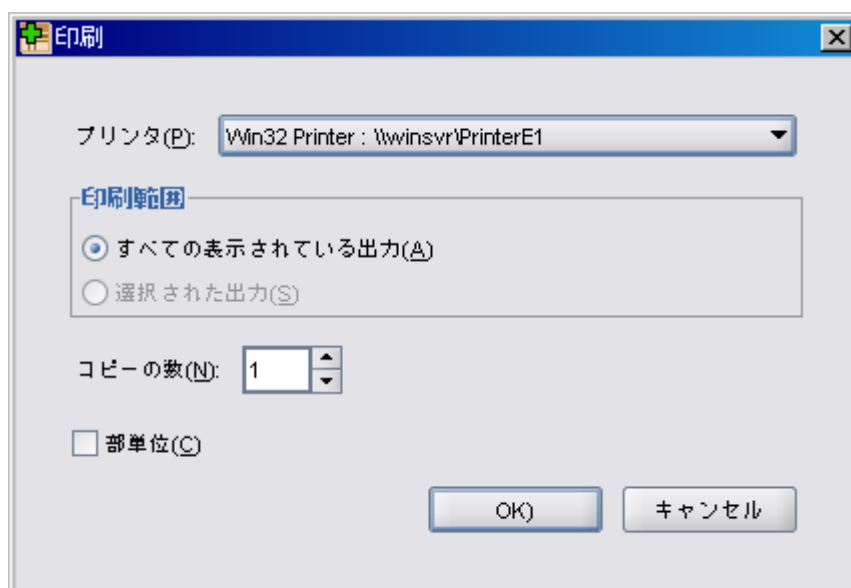 印刷
プリンタ(P): Win32 Printer : \\winsvr\PrinterE1
印刷範囲
すべての表示されている出力(A)
選択された出力(S)
コピーの数(N): 1
部単位(C)
OK) キャンセル